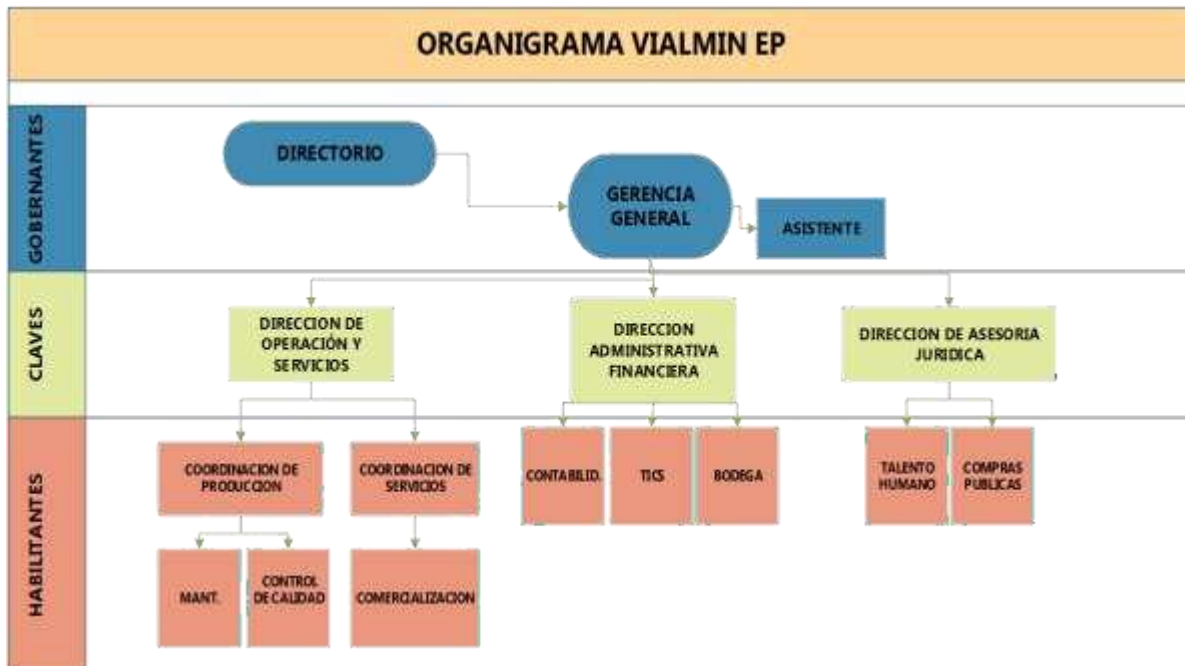 ORGANIGRAMA VIALMIN EP
GOBERNANTES
DIRECTORIO
GERENCIA
GENERAL
ASISTENTE
CLAVES
DIRECCION DE
OPERACIÓN Y
SERVICIOS
DIRECCION
ADMINISTRATIVA
FINANCIERA
DIRECCION DE ASESORIA
JURIDICA
HABILITANTES
COORDINACION DE
PRODUCCION
COORDINACION DE
SERVICIOS
CONTABILID.
TICS
BODEGA
TALENTO
HUMANO
COMPRAS
PUBLICAS
MANT.
CONTROL
DE CALIDAD
COMERCIALIZACION